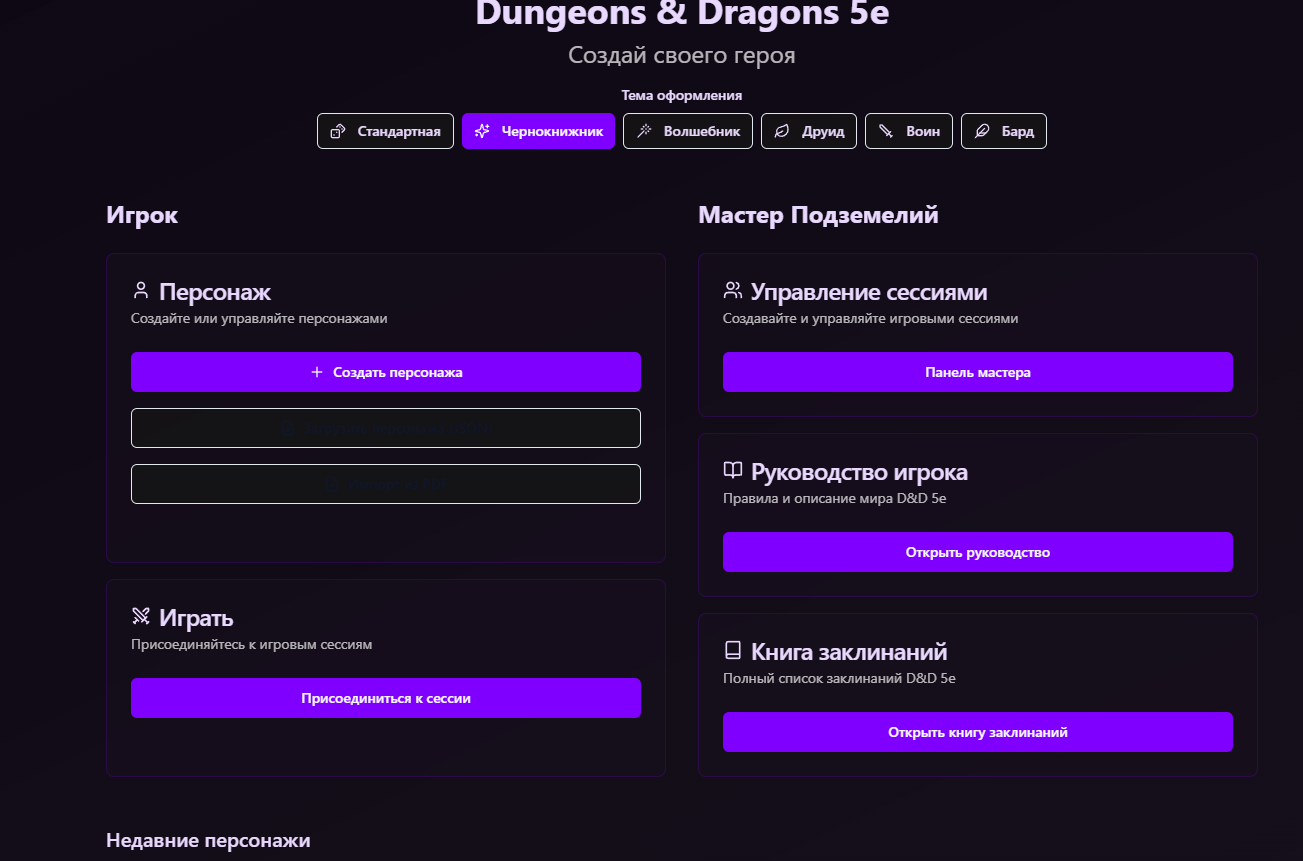 Dungeons & Dragons 5e
Создай своего героя
Тема оформления
Стандартная
Чернокнижник
Волшебник
Друид
Воин
Бард
Игрок
Персонаж
Создайте или управляйте персонажами
Создать персонажа
Играть
Присоединяйтесь к игровым сессиям
Присоединиться к сессии
Мастер Подземелий
Управление сессиями
Создавайте и управляйте игровыми сессиями
Панель мастера
Руководство игрока
Правила и описание мира D&D 5e
Открыть руководство
Книга заклинаний
Полный список заклинаний D&D 5e
Открыть книгу заклинаний
Недавние персонажи